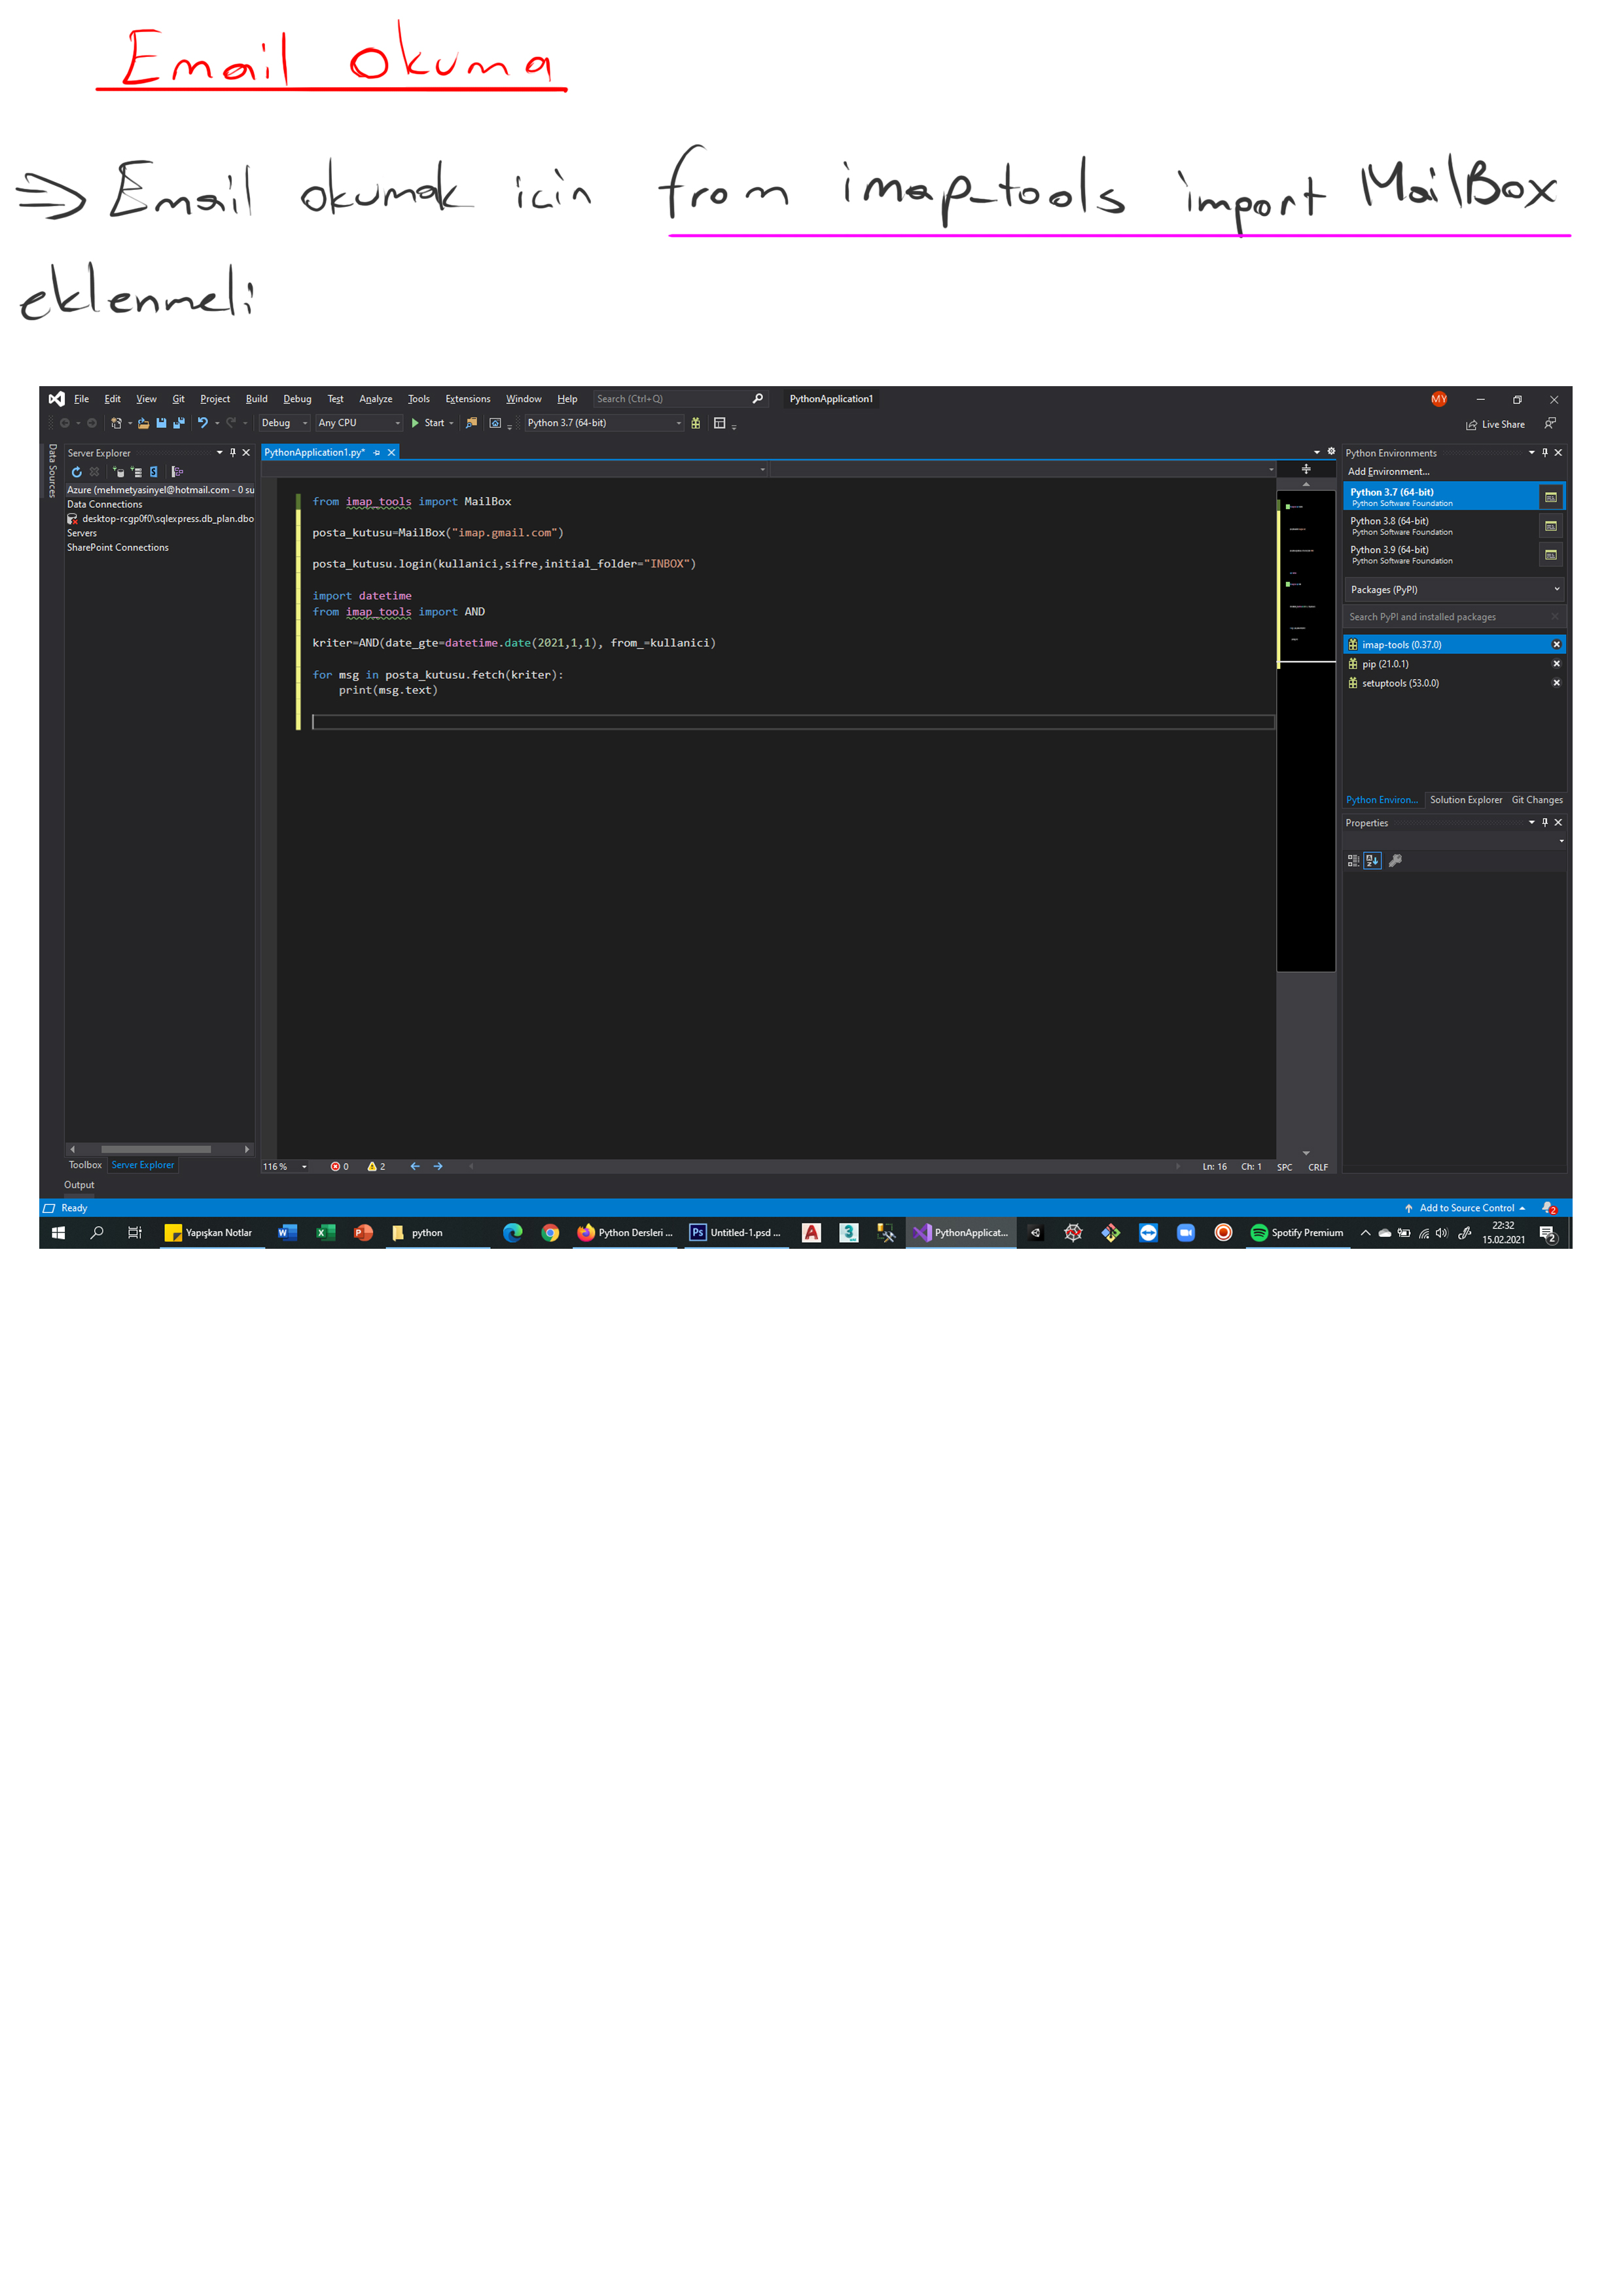 Email okuma
⇒ Email okumak icin from imap_tools import MailBox
eklenmeli
File Edit View Git Project Build Debug Test Analyze Tools Extensions Window Help Search (Ctrl+Q) PythonApplication1 MY
Debug Any CPU Start Python 3.7 (64-bit) Live Share
Data Sources
Server Explorer
Azure (mehmetyasinyel@hotmail.com - 0 su
Data Connections
desktop-rcgp0f0\sqlexpress.db_plan.dbo
Servers
SharePoint Connections
Toolbox Server Explorer
PythonApplication1.py*
from imap_tools import MailBox
posta_kutusu=MailBox("imap.gmail.com")
posta_kutusu.login(kullanici,sifre,initial_folder="INBOX")
import datetime
from imap_tools import AND
kriter=AND(date_gte=datetime.date(2021,1,1), from_=kullanici)
for msg in posta_kutusu.fetch(kriter):
print(msg.text)
116 % 0 2 Ln: 16 Ch: 1 SPC CRLF
Python Environments
Add Environment...
Python 3.7 (64-bit)
Python Software Foundation
Python 3.8 (64-bit)
Python Software Foundation
Python 3.9 (64-bit)
Python Software Foundation
Packages (PyPI)
Search PyPI and installed packages
imap-tools (0.37.0)
pip (21.0.1)
setuptools (53.0.0)
Python Environ... Solution Explorer Git Changes
Properties
Output
Ready Add to Source Control 2
Yapışkan Notlar python Python Dersleri ... Ps Untitled-1.psd ... A 3 PythonApplicat... Spotify Premium 22:32
15.02.2021 2